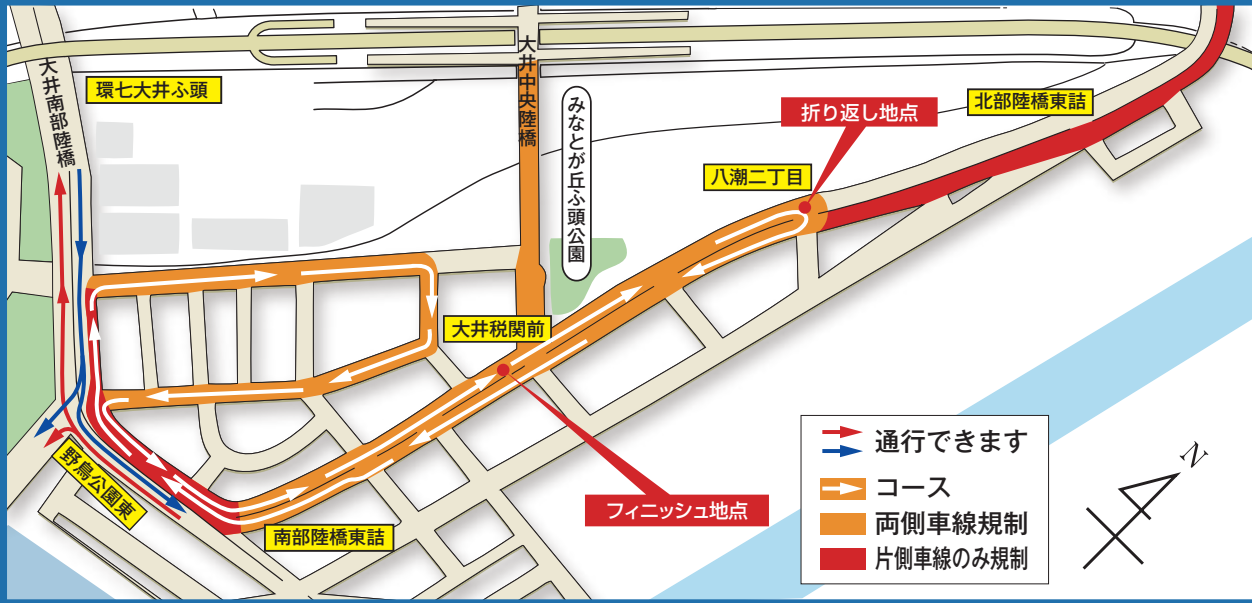 大井南部陸橋
環七大井ふ頭
大井中央陸橋
みなとが丘ふ頭公園
折り返し地点
北部陸橋東詰
八潮二丁目
大井税関前
野鳥公園東
南部陸橋東詰
フィニッシュ地点
通行できます
コース
両側車線規制
片側車線のみ規制
N